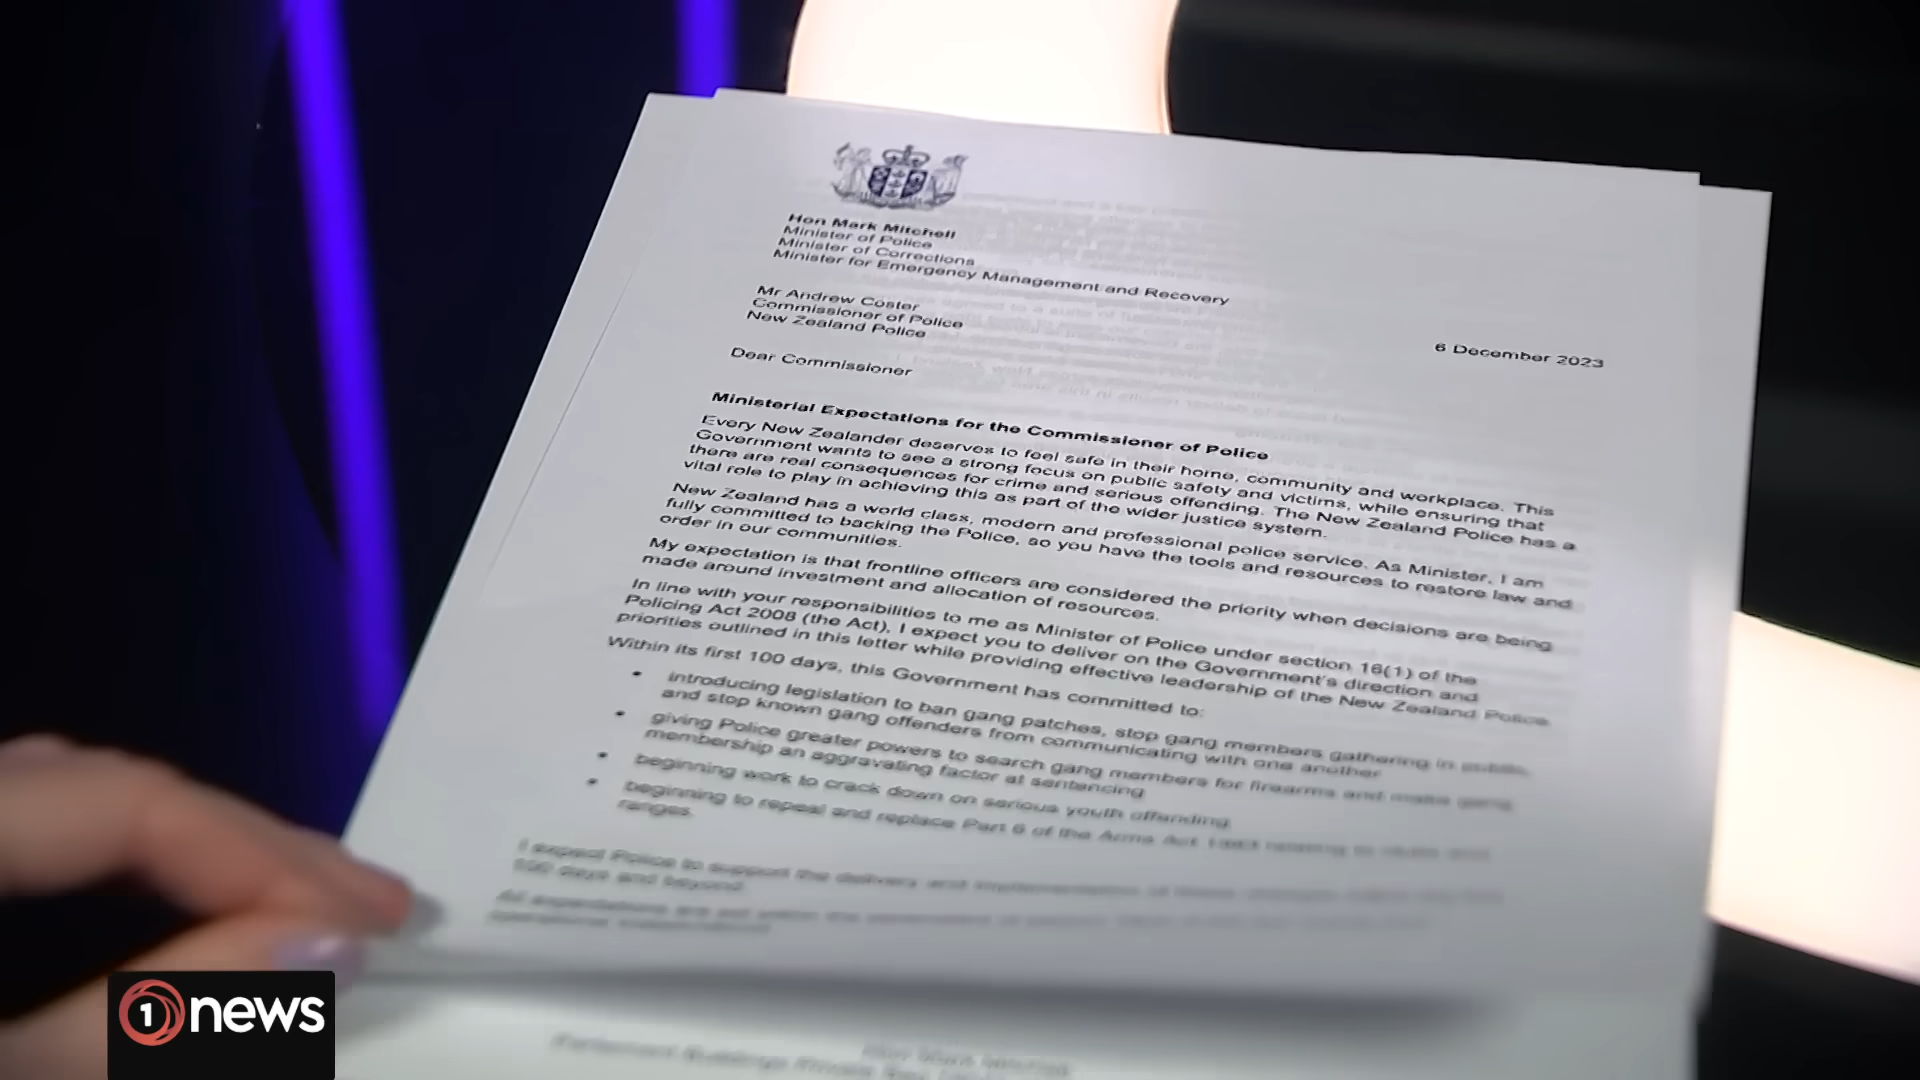 Hon Mark Mitchell
Minister of Police
Minister of Corrections
Minister for Emergency Management and Recovery
Mr Andrew Coster
Commissioner of Police
New Zealand Police
6 December 2023
Dear Commissioner
Ministerial Expectations for the Commissioner of Police
Every New Zealander deserves to feel safe in their home, community and workplace. This
Government wants to see a strong focus on public safety and victims, while ensuring that
there are real consequences for crime and serious offending. The New Zealand Police has a
vital role to play in achieving this as part of the wider justice system.
New Zealand has a world class, modern and professional police service. As Minister, I am
fully committed to backing the Police, so you have the tools and resources to restore law and
order in our communities.
My expectation is that frontline officers are considered the priority when decisions are being
made around investment and allocation of resources.
In line with your responsibilities to me as Minister of Police under section 16(1) of the
Policing Act 2008 (the Act), I expect you to deliver on the Government's direction and
priorities outlined in this letter while providing effective leadership of the New Zealand Police.
Within its first 100 days, this Government has committed to:
• introducing legislation to ban gang patches, stop gang members gathering in public,
and stop known gang offenders from communicating with one another
• giving Police greater powers to search gang members for firearms and make gang
membership an aggravating factor at sentencing
• beginning work to crack down on serious youth offending
• beginning to repeal and replace Part 6 of the Arms Act 1983 relating to clubs and
ranges.
I expect Police to support the delivery and implementation of these
100 days and beyond.
All expectations are set within the
1news